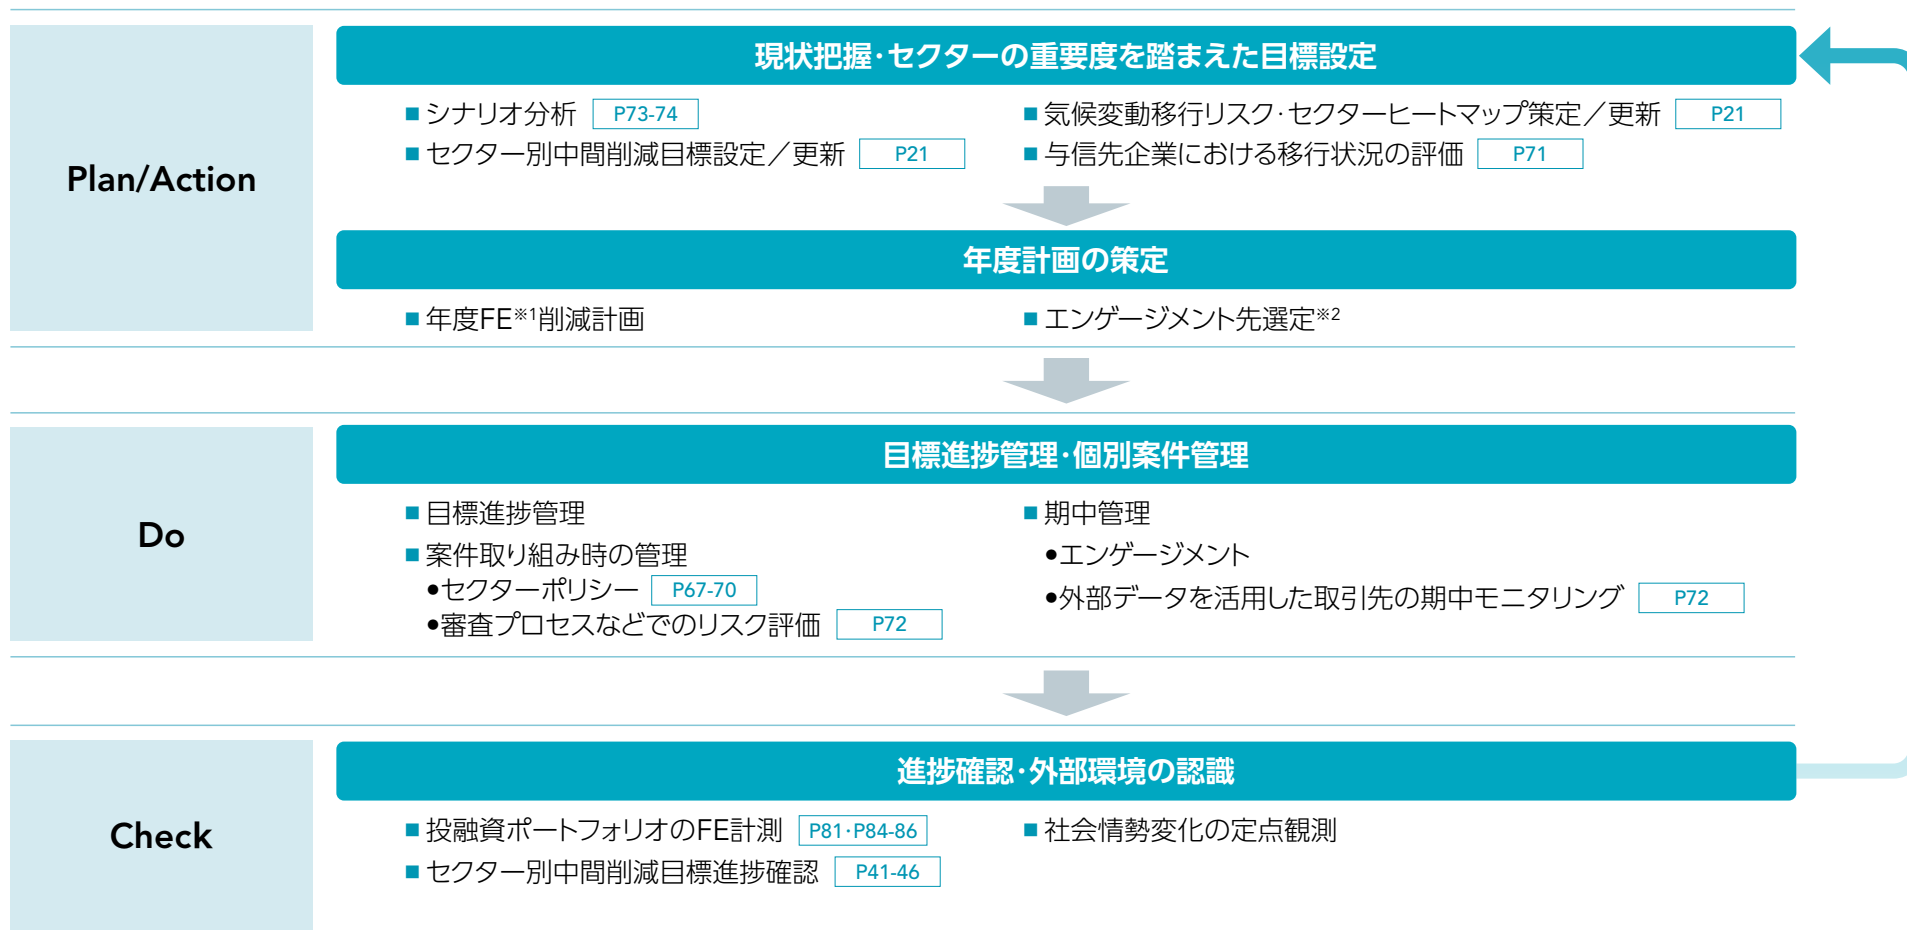 Plan/Action
現状把握・セクターの重要度を踏まえた目標設定
■ シナリオ分析 P73-74
■ セクター別中間削減目標設定／更新 P21
■ 気候変動移行リスク・セクターヒートマップ策定／更新 P21
■ 与信先企業における移行状況の評価 P71
年度計画の策定
■ 年度FE※1削減計画
■ エンゲージメント先選定※2
Do
目標進捗管理・個別案件管理
■ 目標進捗管理
■ 案件取り組み時の管理
●セクターポリシー P67-70
●審査プロセスなどでのリスク評価 P72
■ 期中管理
●エンゲージメント
●外部データを活用した取引先の期中モニタリング P72
Check
進捗確認・外部環境の認識
■ 投融資ポートフォリオのFE計測 P81・P84-86
■ セクター別中間削減目標進捗確認 P41-46
■ 社会情勢変化の定点観測